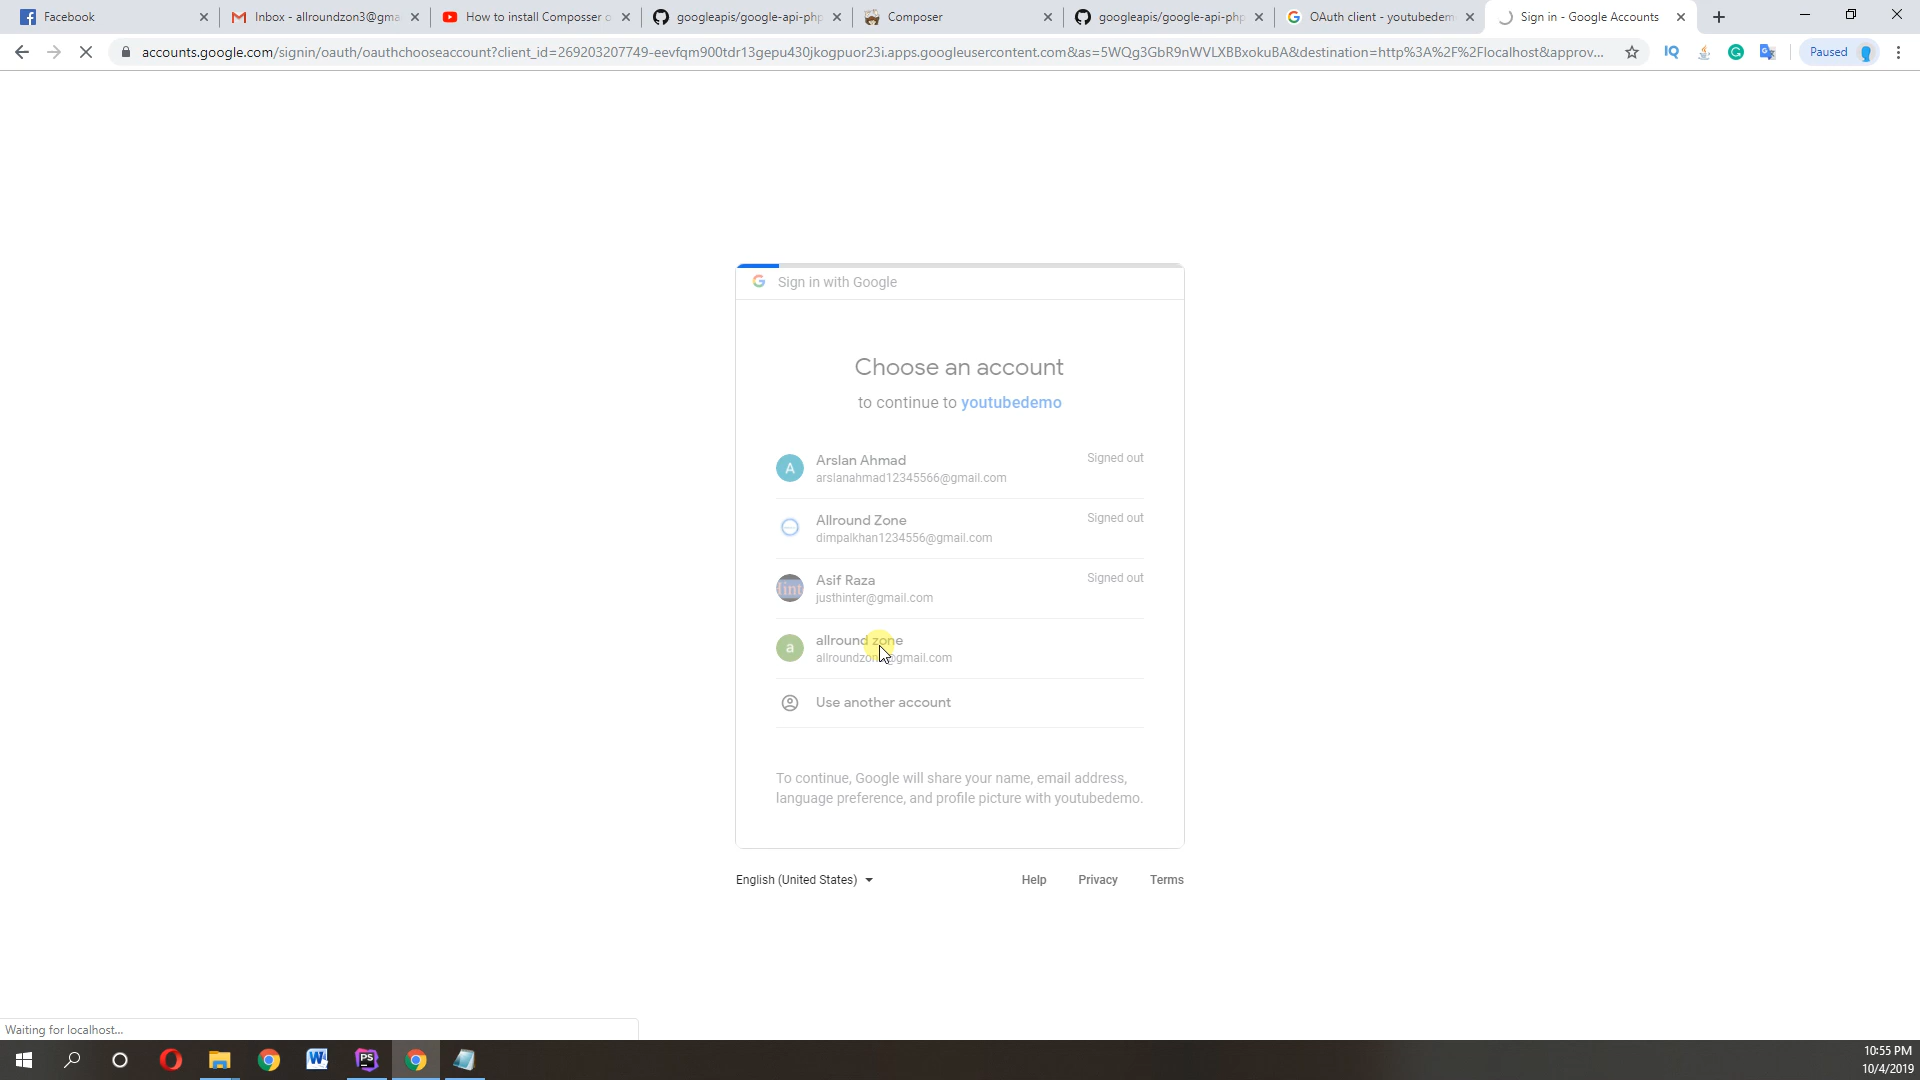 Facebook
Inbox - allroundzon3@gma
How to install Composser o
googleapis/google-api-php
Composer
googleapis/google-api-php
OAuth client - youtubedem
Sign in - Google Accounts
accounts.google.com/signin/oauth/oauthchooseaccount?client_id=269203207749-eevfqm900tdr13gepu430jkogpuor23i.apps.googleusercontent.com&as=5WQg3GbR9nWVLXBBxokuBA&destination=http%3A%2F%2Flocalhost&approv...
IQ
Paused
Sign in with Google
Choose an account
to continue to youtubedemo
A
Arslan Ahmad
Signed out
arslanahmad12345566@gmail.com
Allround Zone
Signed out
dimpalkhan1234556@gmail.com
Asif Raza
Signed out
justhinter@gmail.com
a
allround zone
gmail.com
Use another account
To continue, Google will share your name, email address,
language preference, and profile picture with youtubedemo.
English (United States)
Help
Privacy
Terms
Waiting for localhost...
PS
10:55 PM
10/4/2019